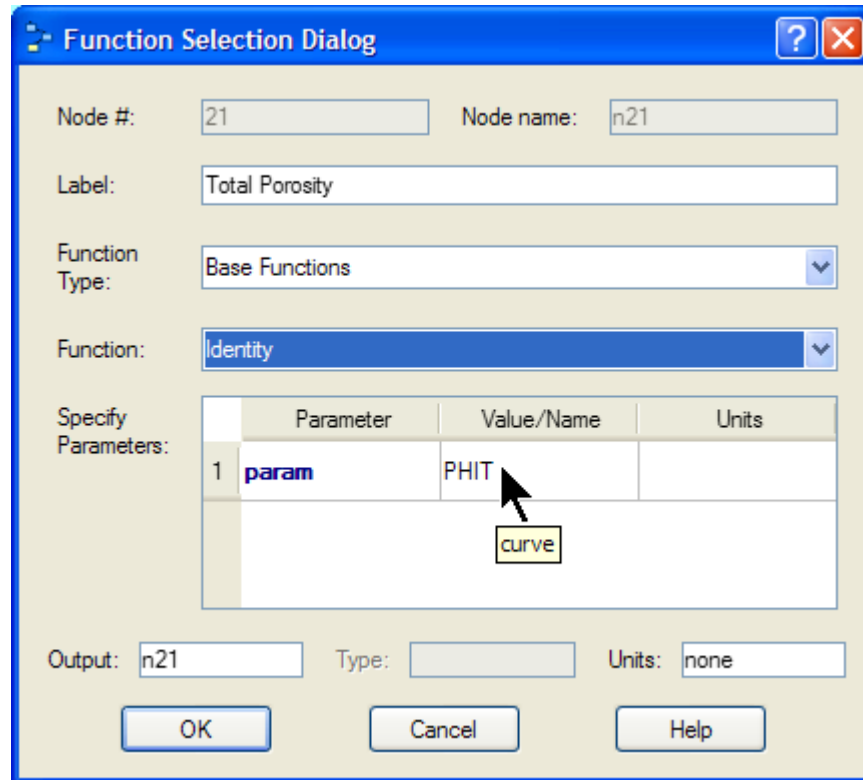 Function Selection Dialog
Node #: 21 Node name: n21
Label: Total Porosity
Function
Type: Base Functions
Function: Identity
Specify
Parameters:
Parameter Value/Name Units
1 param PHIT
curve
Output: n21 Type: Units: none
OK Cancel Help